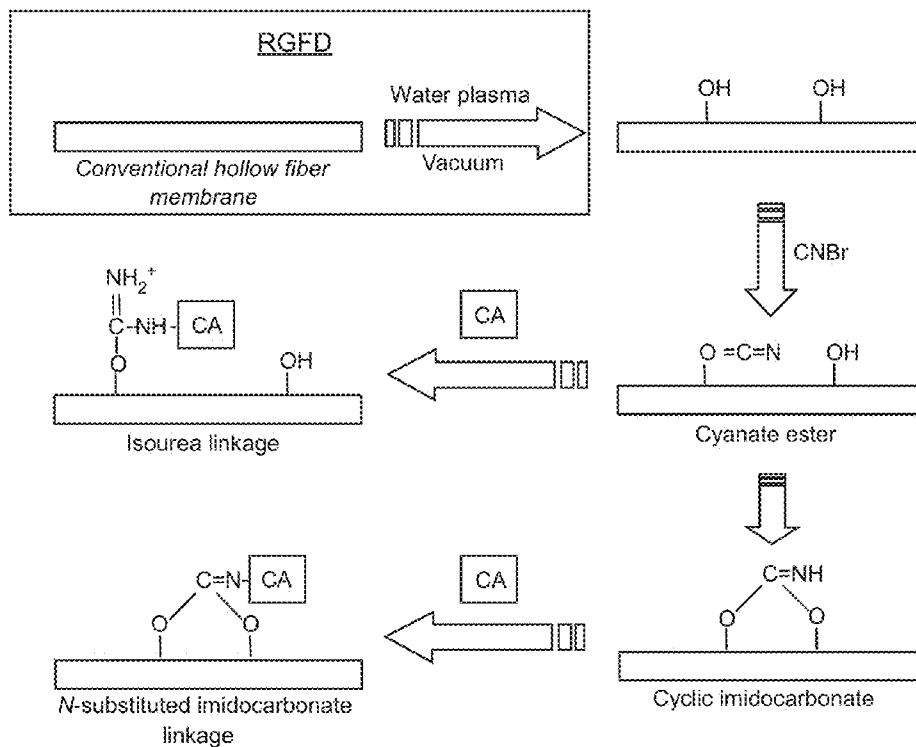 RGFD
Water plasma
Vacuum
Conventional hollow fiber
membrane
OH OH
CNBr
NH₂⁺
C-NH-CA
O
OH
Isourea linkage
CA
O=C=N OH
Cyanate ester
C=N-CA
O O
N-substituted imidocarbonate
linkage
CA
C=NH
O O
Cyclic imidocarbonate